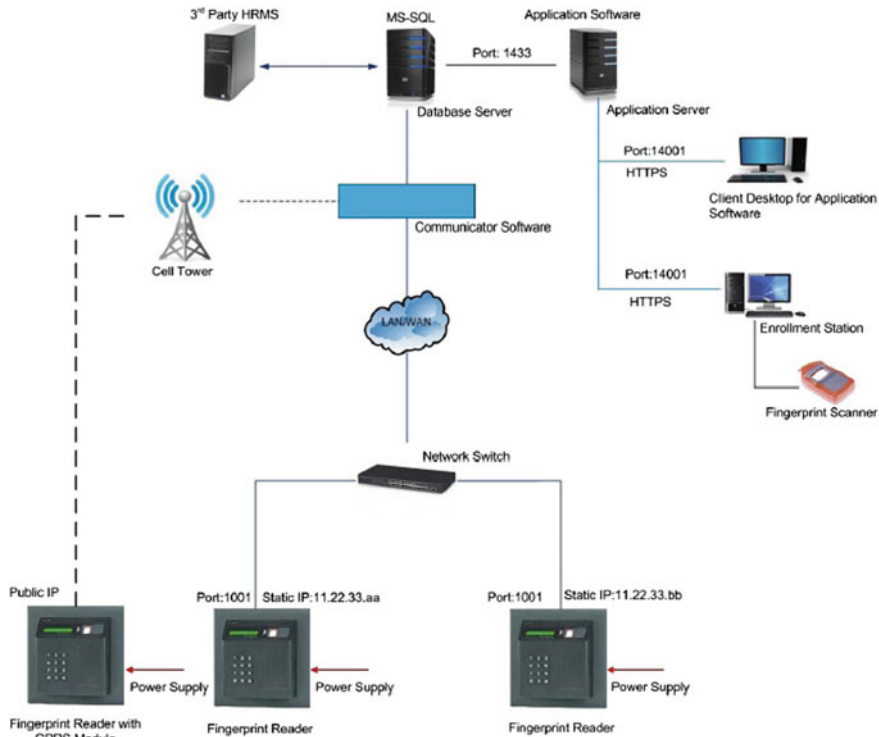 3rd Party HRMS
MS-SQL
Application Software
Port: 1433
Database Server
Application Server
Port:14001
HTTPS
Client Desktop for Application
Software
Communicator Software
Cell Tower
Port:14001
HTTPS
LAN/WAN
Enrollment Station
Fingerprint Scanner
Network Switch
Public IP
Port:1001
Static IP:11.22.33.aa
Port:1001
Static IP:11.22.33.bb
Power Supply
Power Supply
Power Supply
Fingerprint Reader with
GPRS Module
Fingerprint Reader
Fingerprint Reader